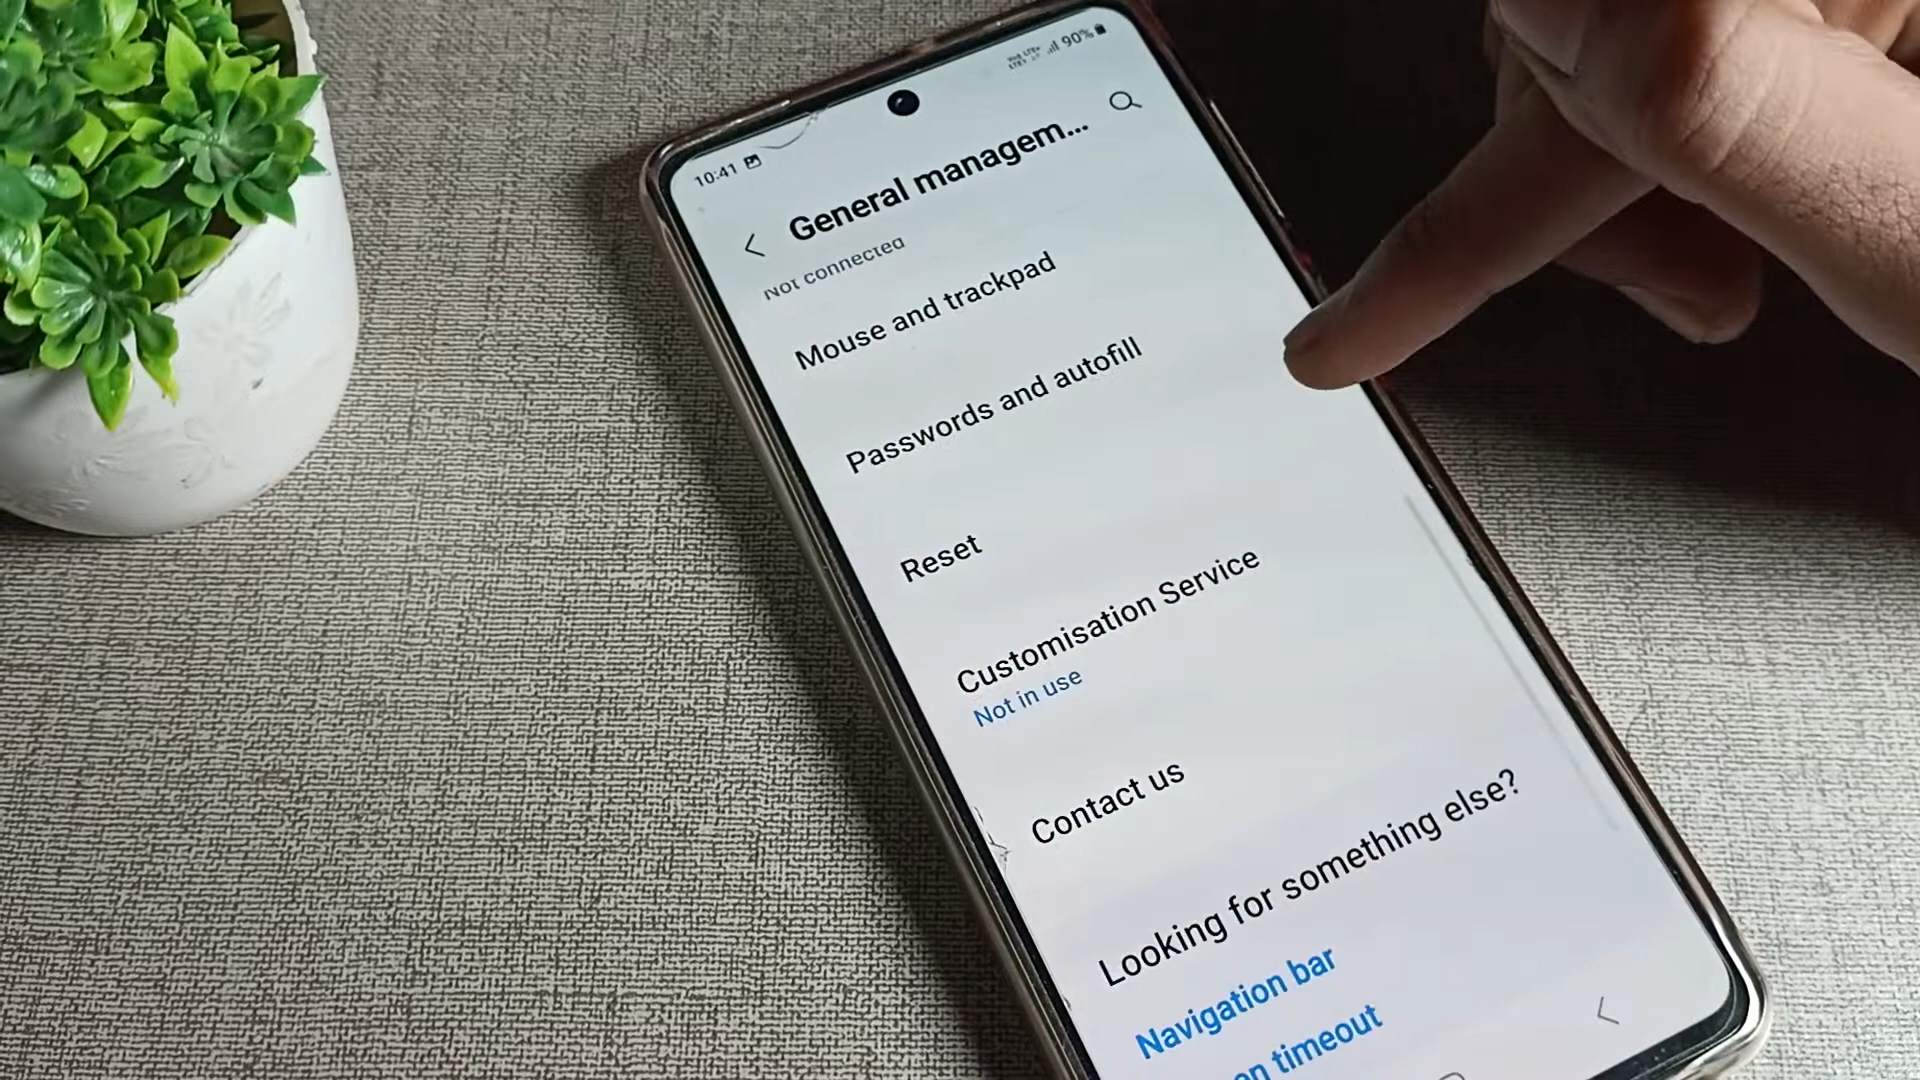 10:41
90%
General managem...
Not connected
Mouse and trackpad
Passwords and autofill
Reset
Customisation Service
Not in use
Contact us
Looking for something else?
Navigation bar
on timeout